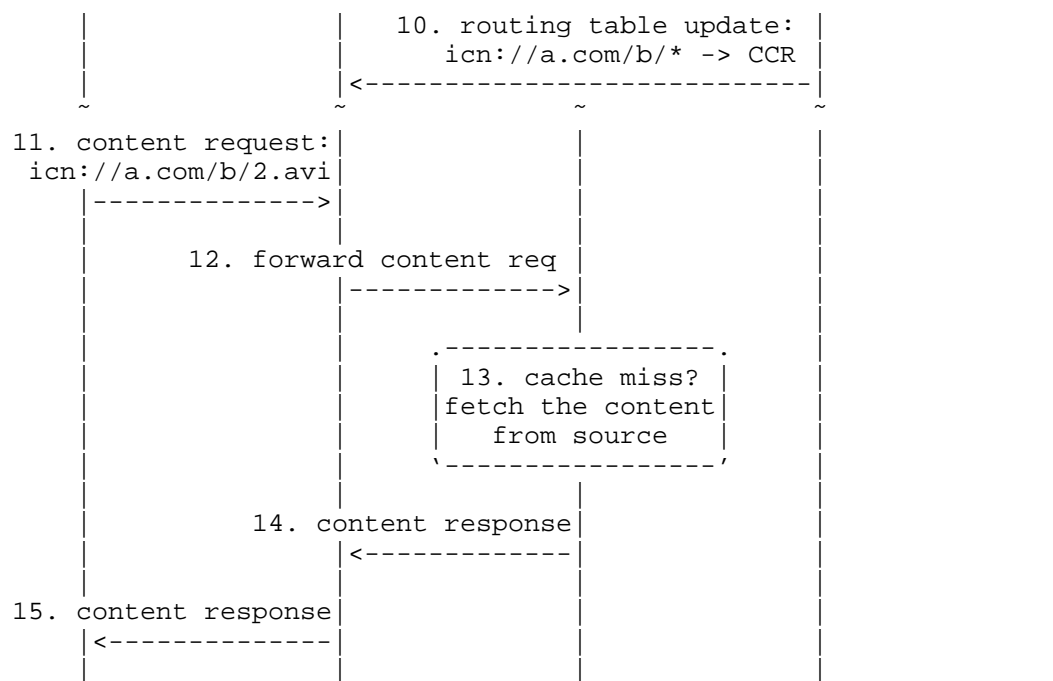 10. routing table update:
icn://a.com/b/* -> CCR
11. content request:
icn://a.com/b/2.avi
12. forward content req
13. cache miss?
fetch the content
from source
14. content response
15. content response